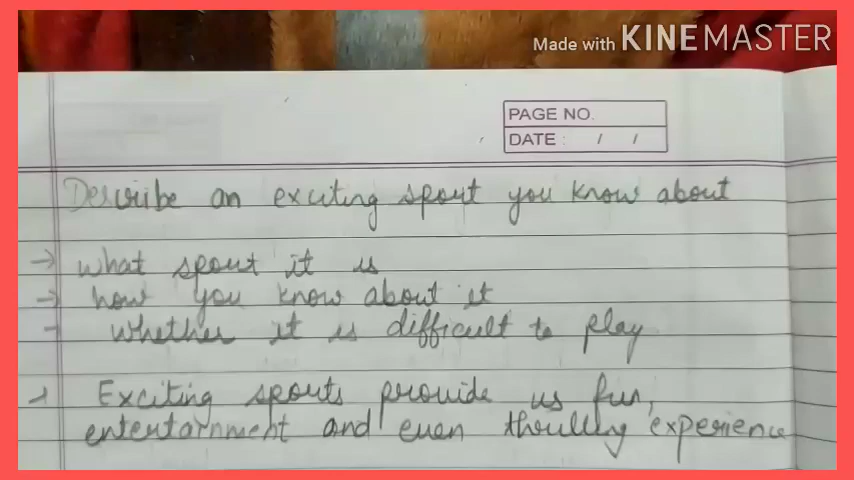 Made with KINEMASTER
PAGE NO.
DATE : / /
Describe an exciting sport you know about
→ What sport it is
→ how you know about it
→ whether it is difficult to play
→ Exciting sports provide us fun,
entertainment and even thrilling experience